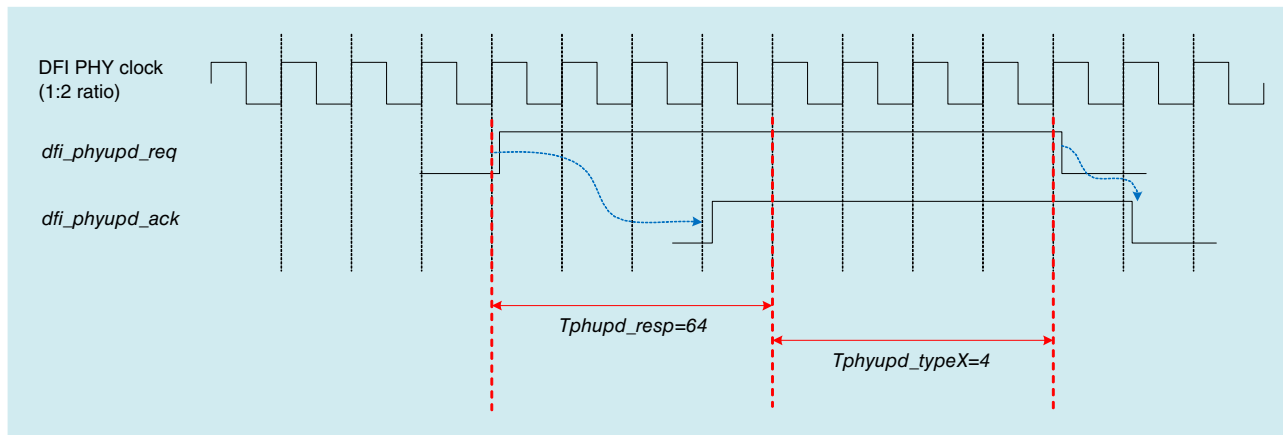 DFI PHY clock
(1:2 ratio)
dfi_phyupd_req
dfi_phyupd_ack
Tphupd_resp=64
Tphyupd_typeX=4